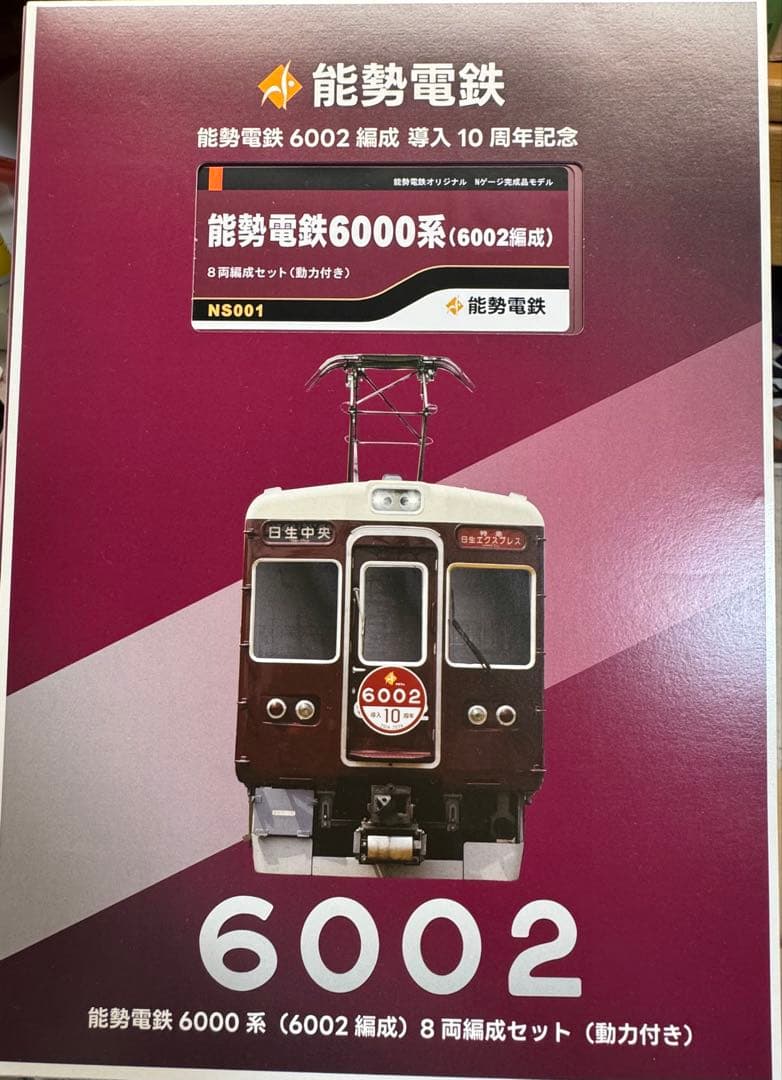 能勢電鉄
能勢電鉄 6002 編成 導入 10 周年記念
能勢電鉄オリジナル Nゲージ完成品モデル
能勢電鉄6000系(6002編成)
8両編成セット(動力付き)
NS001
能勢電鉄
日生中央
特急
日生エクスプレス
6002
導入 10 周年
6002
能勢電鉄 6000 系（6002 編成）8 両編成セット（動力付き）